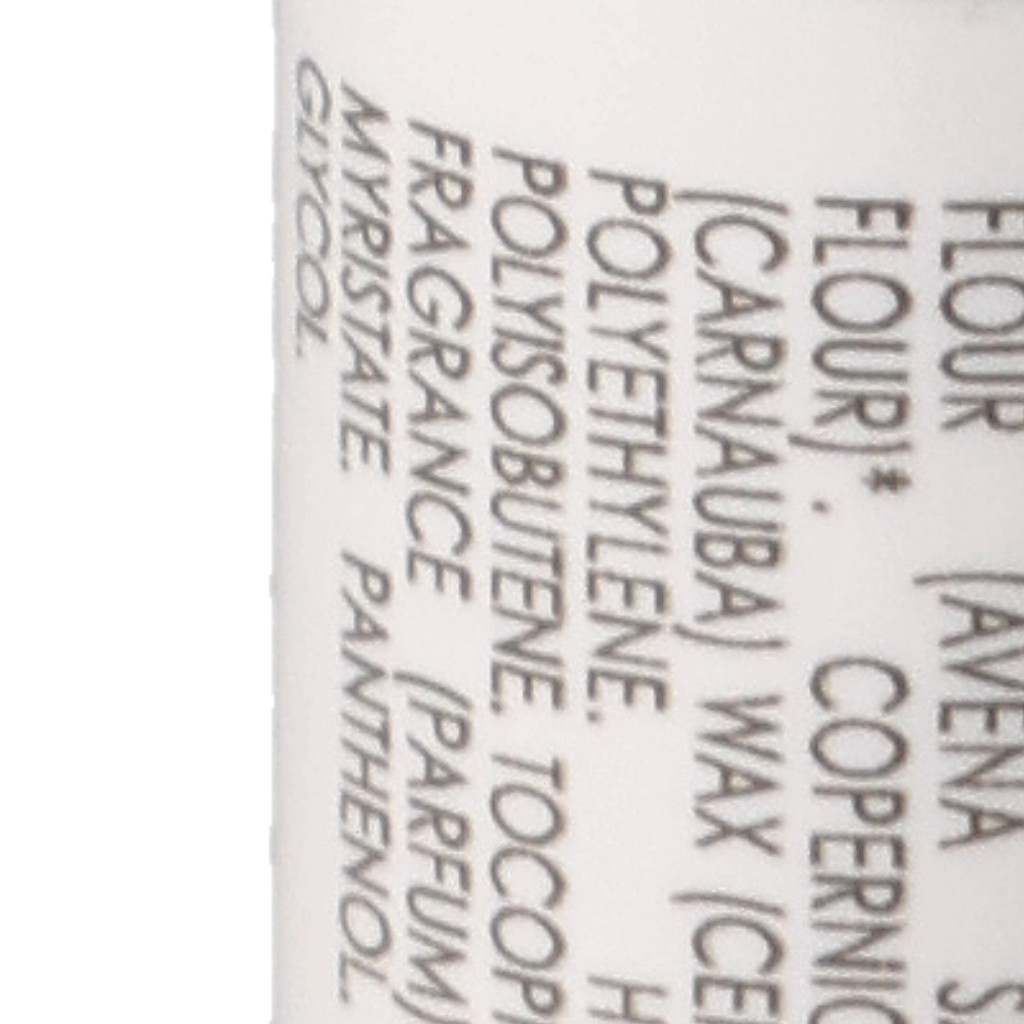 FLOUR (AVENA S
FLOUR)*. COPERNIC
(CARNAUBA) WAX (CE
POLYETHYLENE. H
POLYISOBUTENE. TOCOP
FRAGRANCE (PARFUM)
MYRISTATE. PANTHENOL.
GLYCOL.